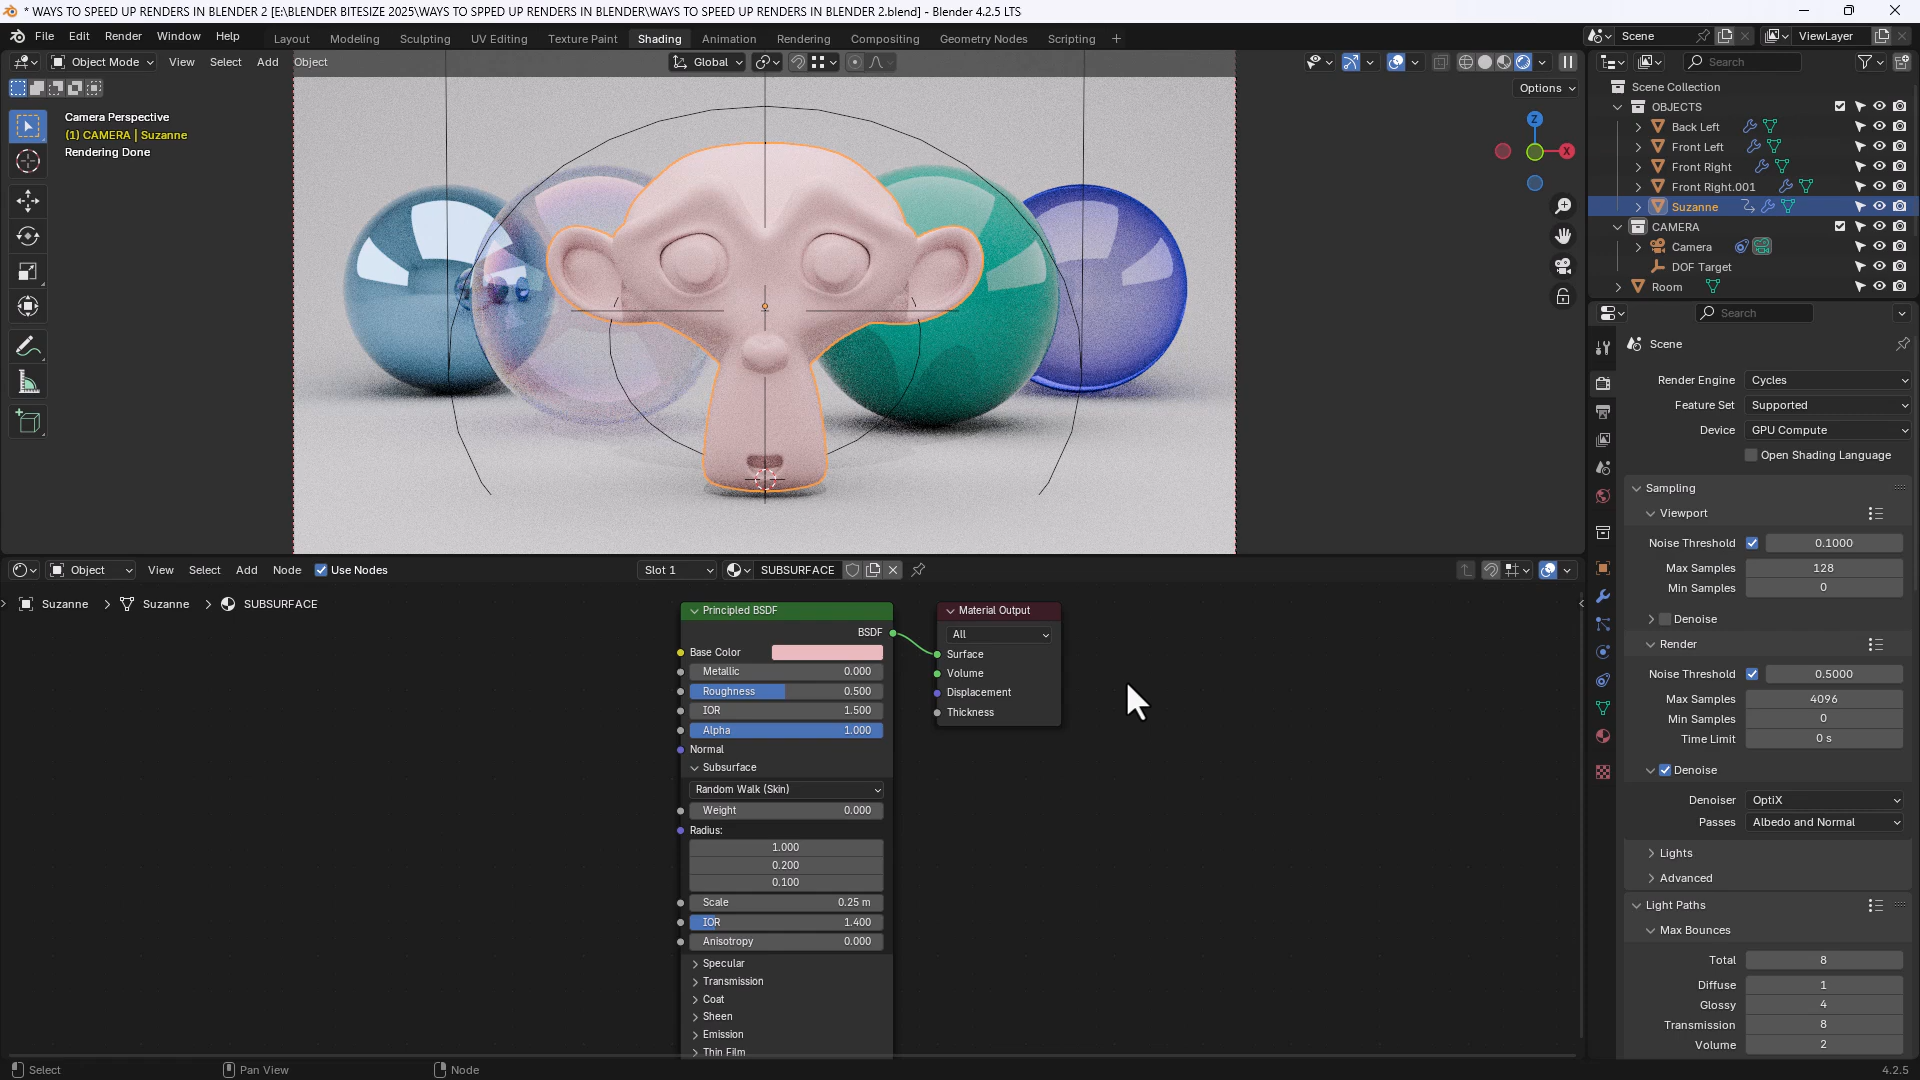 * WAYS TO SPPED UP RENDERS IN BLENDER 2 [E:\BLENDER BITESIZE 2025\WAYS TO SPPED UP RENDERS IN BLENDER\WAYS TO SPEED UP RENDERS IN BLENDER 2.blend] - Blender 4.2.5 LTS
File Edit Render Window Help Layout Modeling Sculpting UV Editing Texture Paint Shading Animation Rendering Compositing Geometry Nodes Scripting + Scene ViewLayer
Object Mode View Select Add Object Global Search
Options
Camera Perspective
(1) CAMERA | Suzanne
Rendering Done
Z
X
Scene Collection
OBJECTS
Back Left
Front Left
Front Right
Front Right.001
Suzanne
CAMERA
Camera
DOF Target
Room
Search
Scene
Render Engine Cycles
Feature Set Supported
Device GPU Compute
Open Shading Language
Sampling
Viewport
Noise Threshold 0.1000
Max Samples 128
Min Samples 0
Denoise
Render
Noise Threshold 0.5000
Max Samples 4096
Min Samples 0
Time Limit 0 s
Denoise
Denoiser OptiX
Passes Albedo and Normal
Lights
Advanced
Light Paths
Max Bounces
Total 8
Diffuse 1
Glossy 4
Transmission 8
Volume 2
Object View Select Add Node Use Nodes Slot 1 SUBSURFACE
Suzanne > Suzanne > SUBSURFACE
Principled BSDF
BSDF
Base Color
Metallic 0.000
Roughness 0.500
IOR 1.500
Alpha 1.000
Normal
Subsurface
Random Walk (Skin)
Weight 0.000
Radius:
1.000
0.200
0.100
Scale 0.25 m
IOR 1.400
Anisotropy 0.000
Specular
Transmission
Coat
Sheen
Emission
Thin Film
Material Output
All
Surface
Volume
Displacement
Thickness
Select Pan View Node 4.2.5